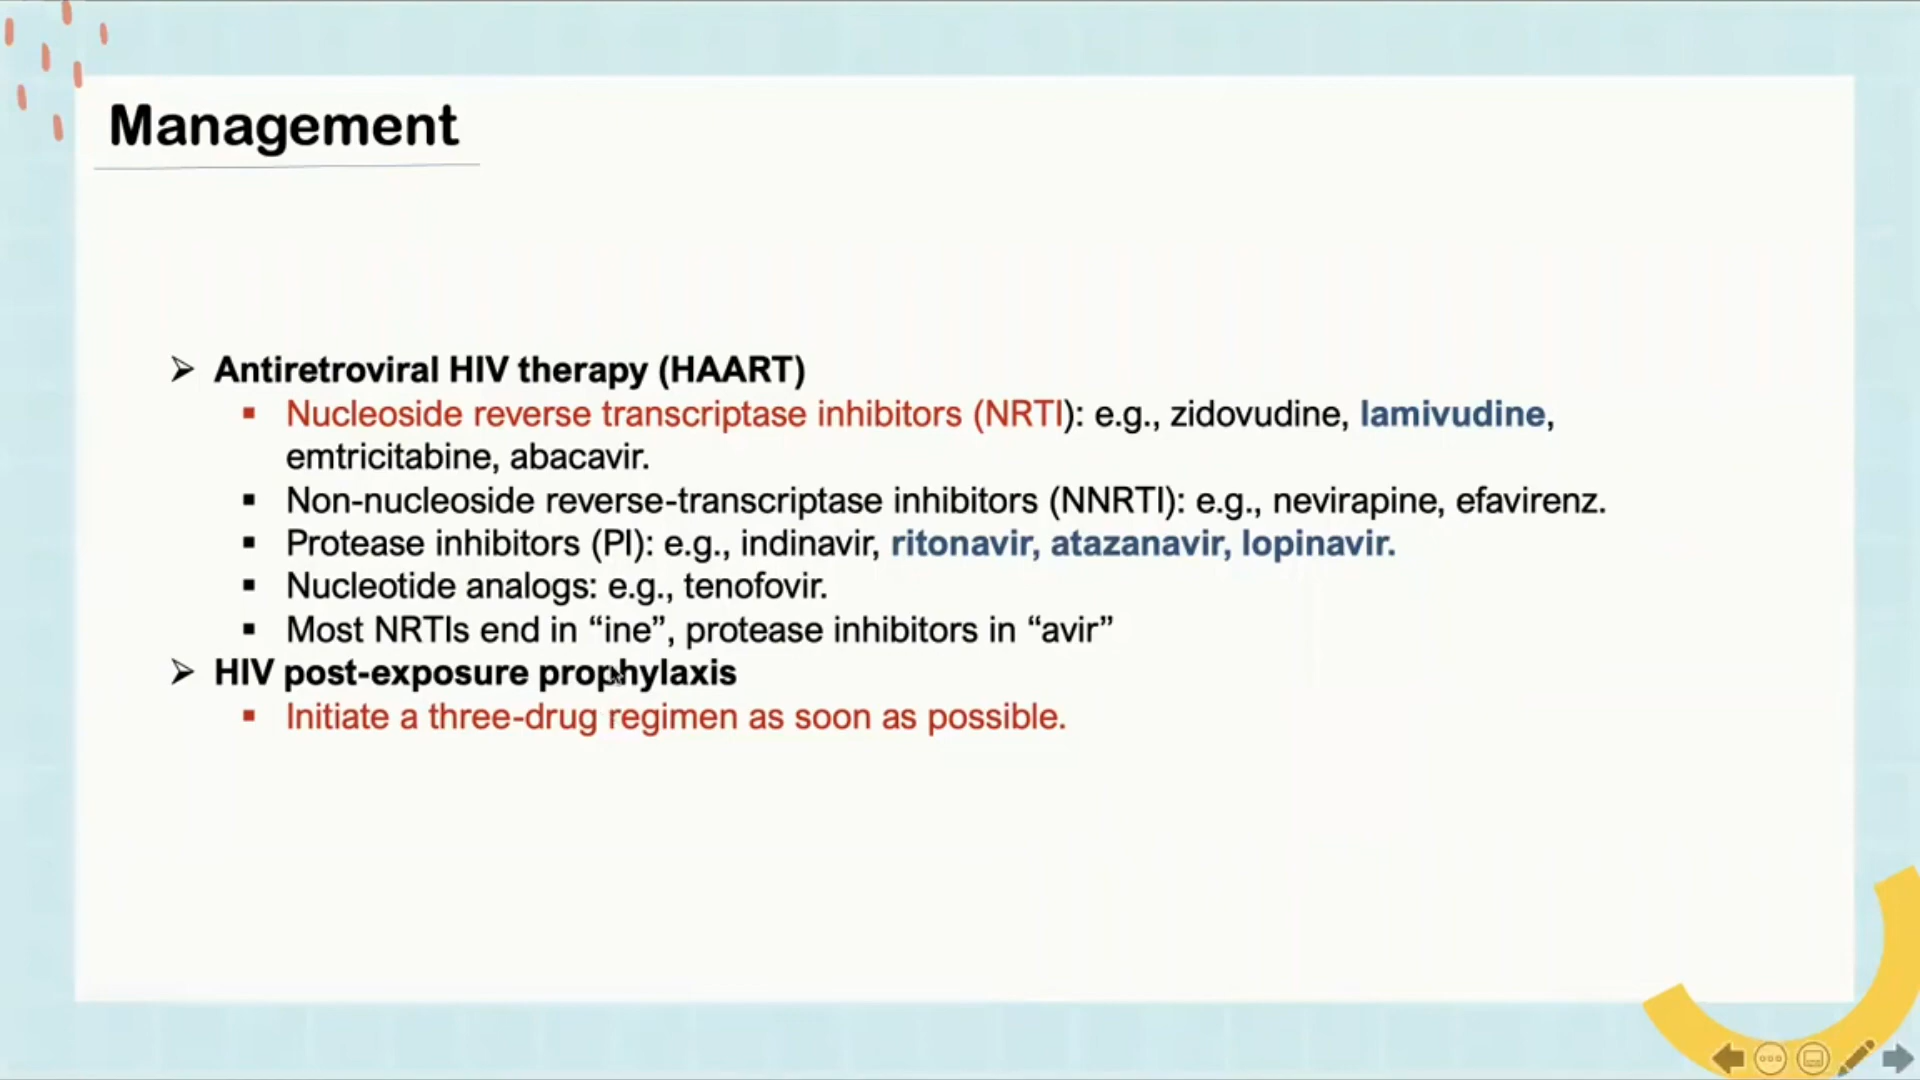 Management
➢ Antiretroviral HIV therapy (HAART)
▪ Nucleoside reverse transcriptase inhibitors (NRTI): e.g., zidovudine, lamivudine,
emtricitabine, abacavir.
▪ Non-nucleoside reverse-transcriptase inhibitors (NNRTI): e.g., nevirapine, efavirenz.
▪ Protease inhibitors (PI): e.g., indinavir, ritonavir, atazanavir, lopinavir.
▪ Nucleotide analogs: e.g., tenofovir.
▪ Most NRTIs end in “ine”, protease inhibitors in “avir”
➢ HIV post-exposure prophylaxis
▪ Initiate a three-drug regimen as soon as possible.